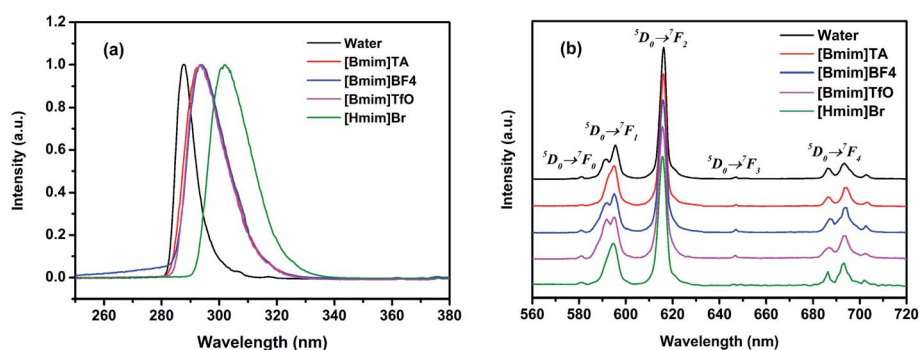 (a)
Water
[Bmim]TA
[Bmim]BF4
[Bmim]TfO
[Hmim]Br
Intensity (a.u.)
1.2
1.0
0.8
0.6
0.4
0.2
0.0
260 280 300 320 340 360 380
Wavelength (nm)
(b)
Water
[Bmim]TA
[Bmim]BF4
[Bmim]TfO
[Hmim]Br
⁵D₀→⁷F₂
⁵D₀→⁷F₁
⁵D₀→⁷F₀
⁵D₀→⁷F₃
⁵D₀→⁷F₄
Intensity (a.u.)
560 580 600 620 640 660 680 700 720
Wavelength (nm)